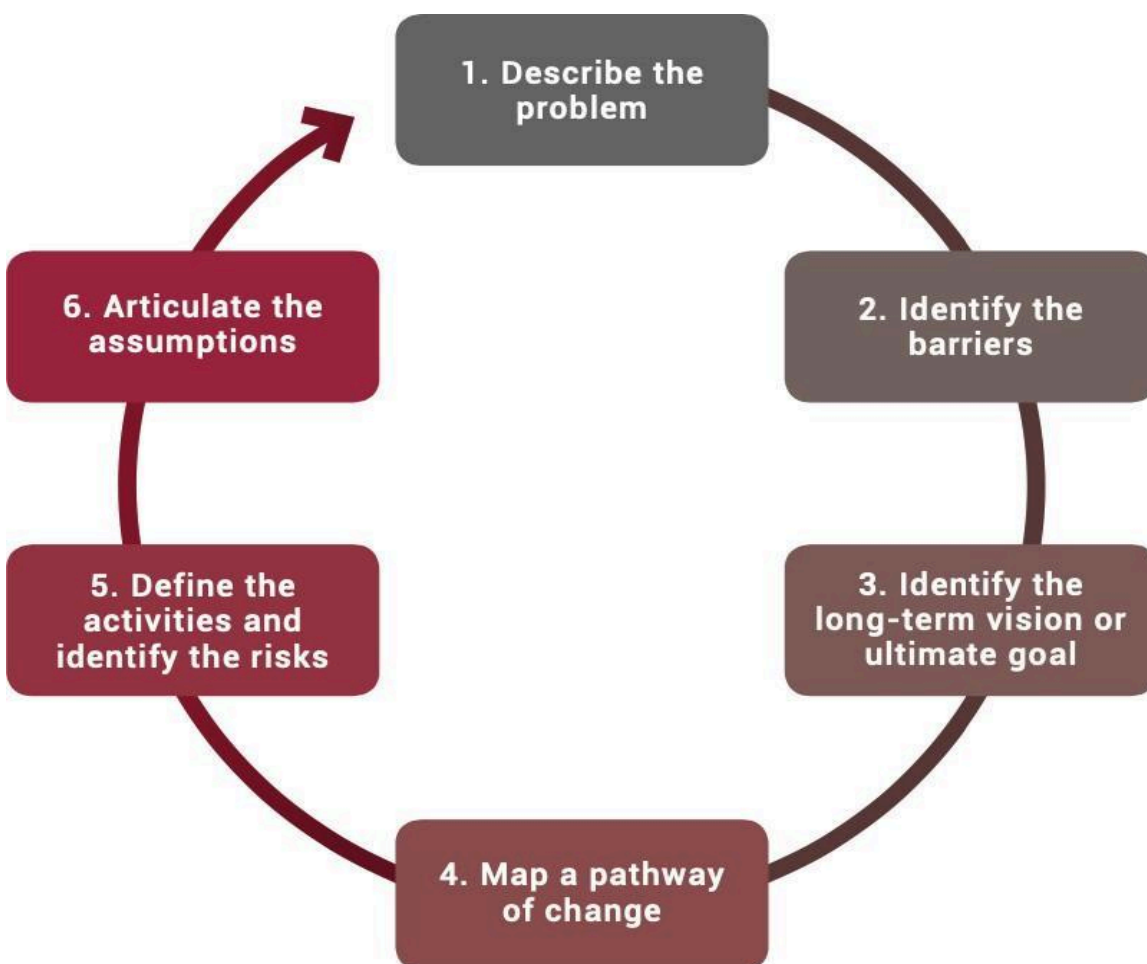 1. Describe the
problem
2. Identify the
barriers
3. Identify the
long-term vision or
ultimate goal
4. Map a pathway
of change
5. Define the
activities and
identify the risks
6. Articulate the
assumptions